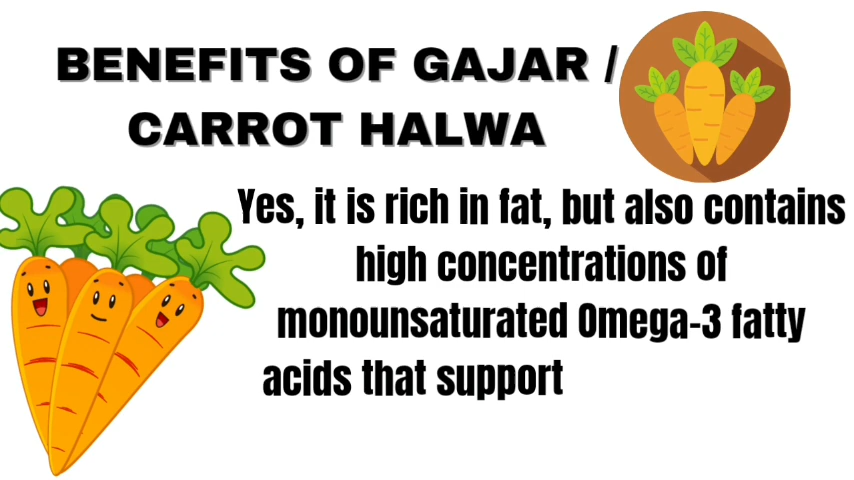 BENEFITS OF GAJAR /
CARROT HALWA
Yes, it is rich in fat, but also contains
high concentrations of
monounsaturated Omega-3 fatty
acids that support